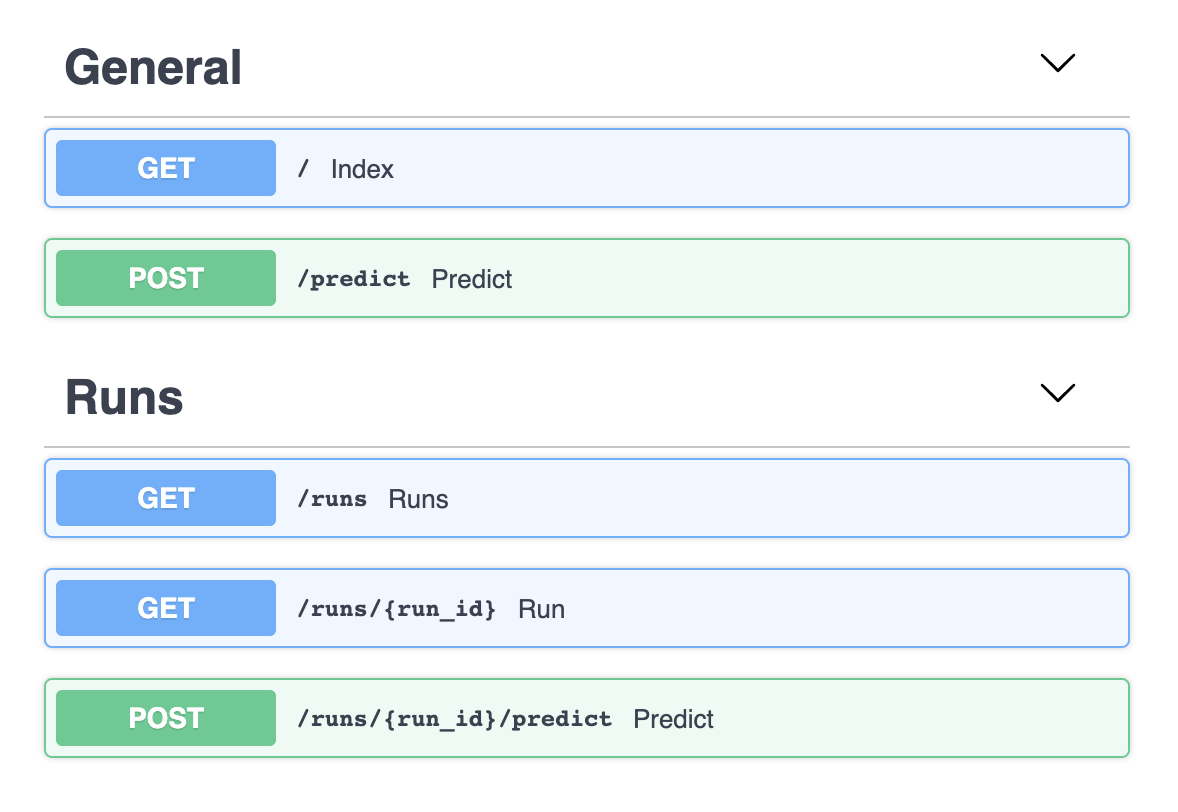 General
GET / Index
POST /predict Predict
Runs
GET /runs Runs
GET /runs/{run_id} Run
POST /runs/{run_id}/predict Predict